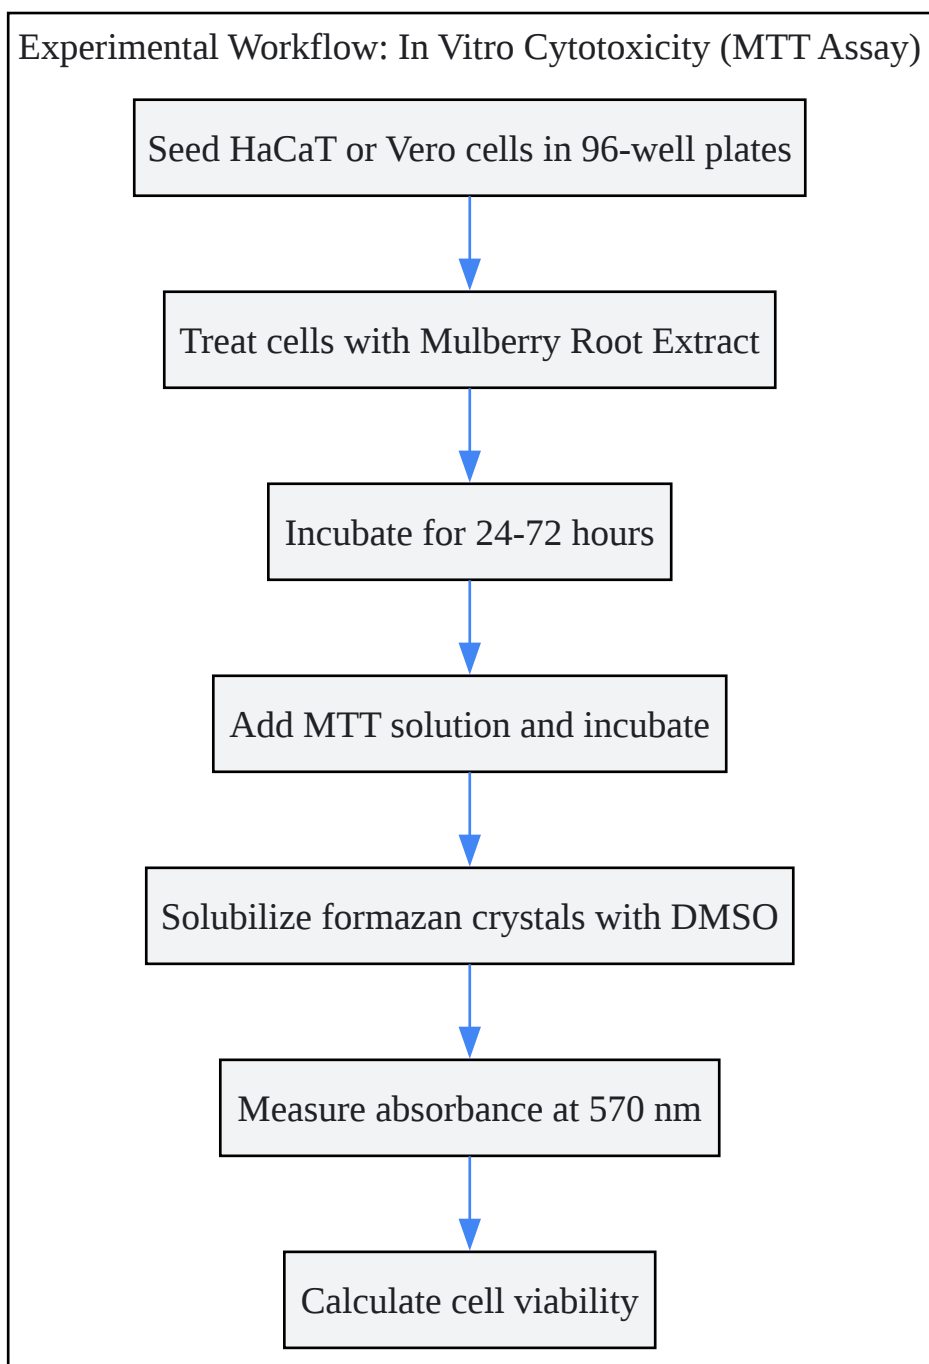 Experimental Workflow: In Vitro Cytotoxicity (MTT Assay)
Seed HaCaT or Vero cells in 96-well plates
Treat cells with Mulberry Root Extract
Incubate for 24-72 hours
Add MTT solution and incubate
Solubilize formazan crystals with DMSO
Measure absorbance at 570 nm
Calculate cell viability